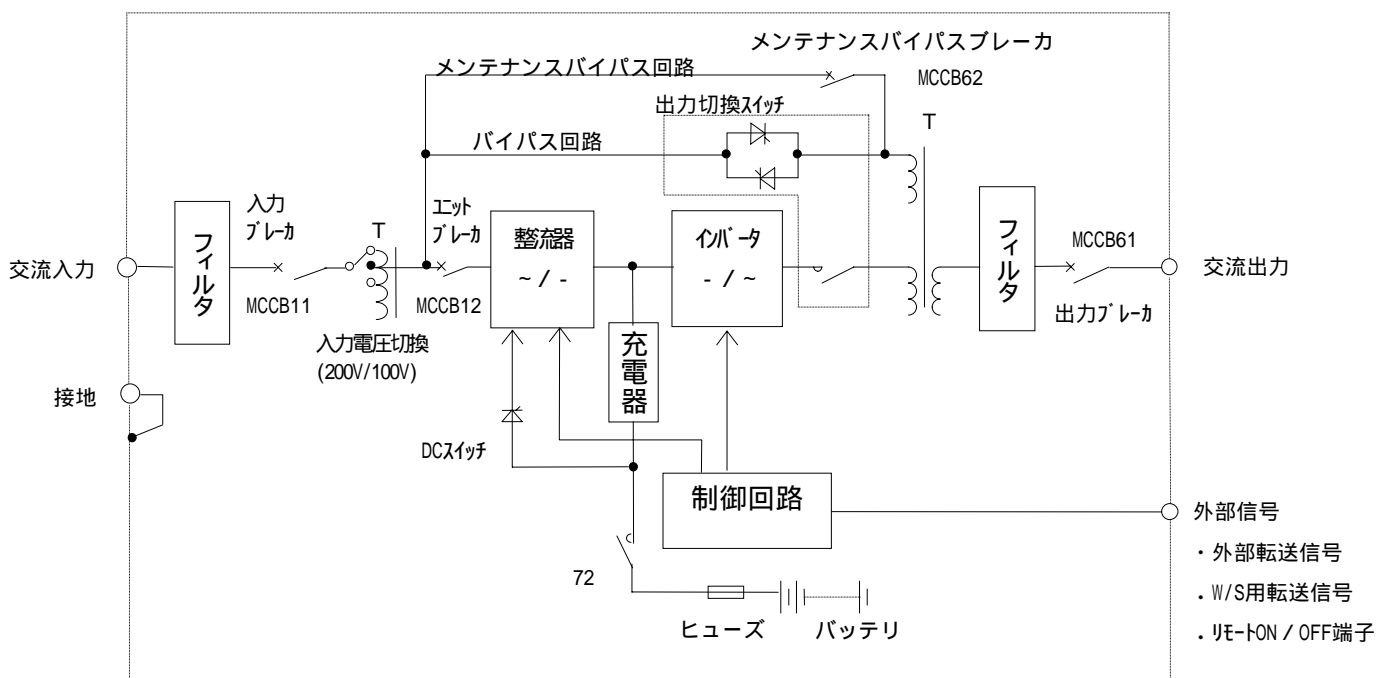 メンテナンスバイパスブレーカ
メンテナンスバイパス回路
MCCB62
出力切換スイッチ
T
バイパス回路
入力
ブレーカ
T
ユニット
ブレーカ
整流器
~ / -
インバータ
- / ~
フィルタ
フィルタ
MCCB61
交流入力
交流出力
MCCB11
MCCB12
出力ブレーカ
入力電圧切換
(200V/100V)
充電器
接地
DCスイッチ
制御回路
外部信号
・外部転送信号
72
．W/S用転送信号
ヒューズ
バッテリ
．リモートON / OFF端子